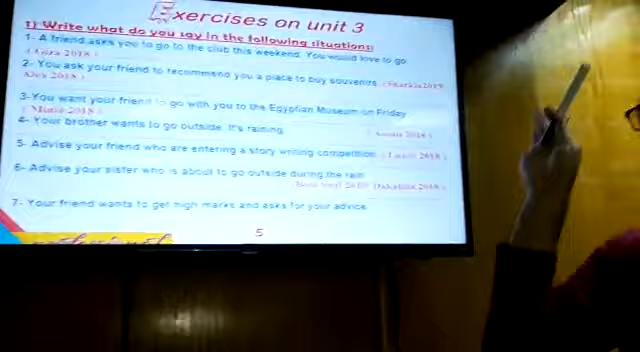 Exercises on unit 3
1) Write what do you say in the following situations:
1- A friend asks you to go to the club this weekend. You would love to go.
2- You ask your friend to recommend you a place to buy souvenirs. (Sharkia 2019
Alex 2018 )
3-You want your friend to go with you to the Egyptian Museum on Friday
( Minia 2018 )
4- Your brother wants to go outside. It's raining.
5- Advise your friend who are entering a story writing competition. ( Luxor 2018 )
6- Advise your sister who is about to go outside during the rain
7- Your friend wants to get high marks and asks for your advice.
5